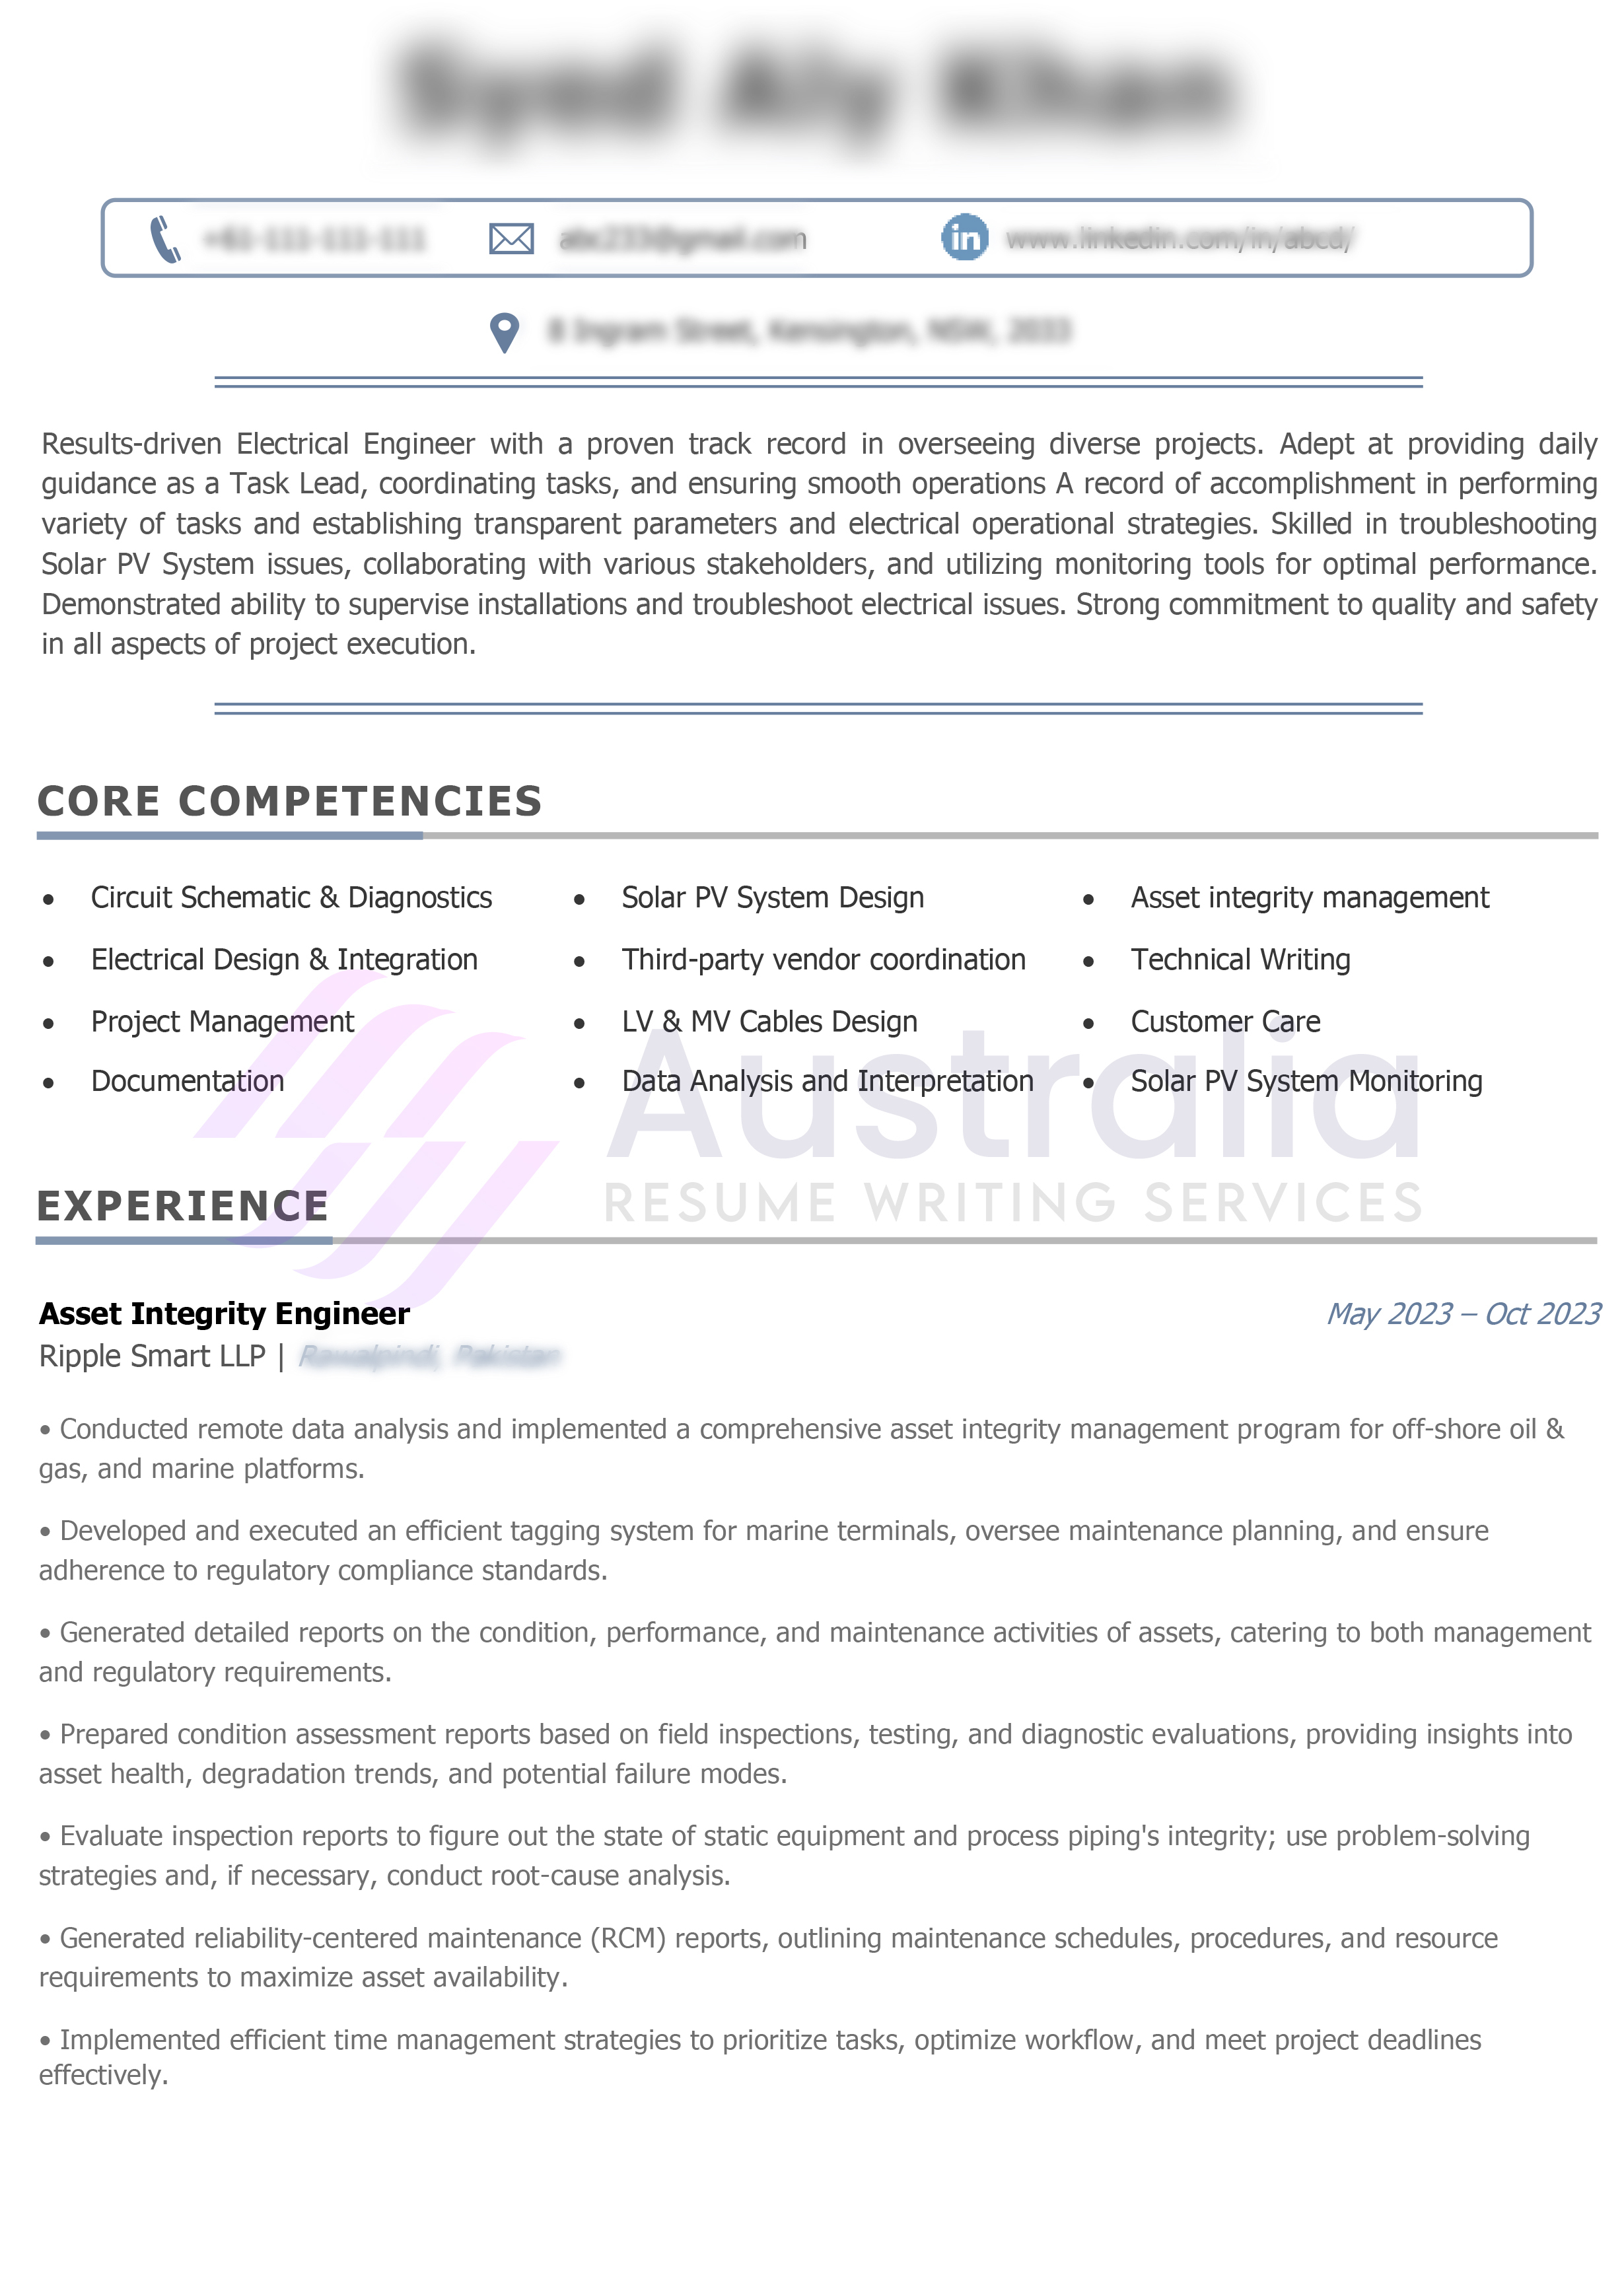 Results-driven Electrical Engineer with a proven track record in overseeing diverse projects. Adept at providing daily
guidance as a Task Lead, coordinating tasks, and ensuring smooth operations A record of accomplishment in performing
variety of tasks and establishing transparent parameters and electrical operational strategies. Skilled in troubleshooting
Solar PV System issues, collaborating with various stakeholders, and utilizing monitoring tools for optimal performance.
Demonstrated ability to supervise installations and troubleshoot electrical issues. Strong commitment to quality and safety
in all aspects of project execution.
CORE COMPETENCIES
• Circuit Schematic & Diagnostics • Solar PV System Design • Asset integrity management
• Electrical Design & Integration • Third-party vendor coordination • Technical Writing
• Project Management • LV & MV Cables Design • Customer Care
• Documentation • Data Analysis and Interpretation • Solar PV System Monitoring
Australia
RESUME WRITING SERVICES
EXPERIENCE
Asset Integrity Engineer May 2023 – Oct 2023
Ripple Smart LLP |
• Conducted remote data analysis and implemented a comprehensive asset integrity management program for off-shore oil &
gas, and marine platforms.
• Developed and executed an efficient tagging system for marine terminals, oversee maintenance planning, and ensure
adherence to regulatory compliance standards.
• Generated detailed reports on the condition, performance, and maintenance activities of assets, catering to both management
and regulatory requirements.
• Prepared condition assessment reports based on field inspections, testing, and diagnostic evaluations, providing insights into
asset health, degradation trends, and potential failure modes.
• Evaluate inspection reports to figure out the state of static equipment and process piping's integrity; use problem-solving
strategies and, if necessary, conduct root-cause analysis.
• Generated reliability-centered maintenance (RCM) reports, outlining maintenance schedules, procedures, and resource
requirements to maximize asset availability.
• Implemented efficient time management strategies to prioritize tasks, optimize workflow, and meet project deadlines
effectively.